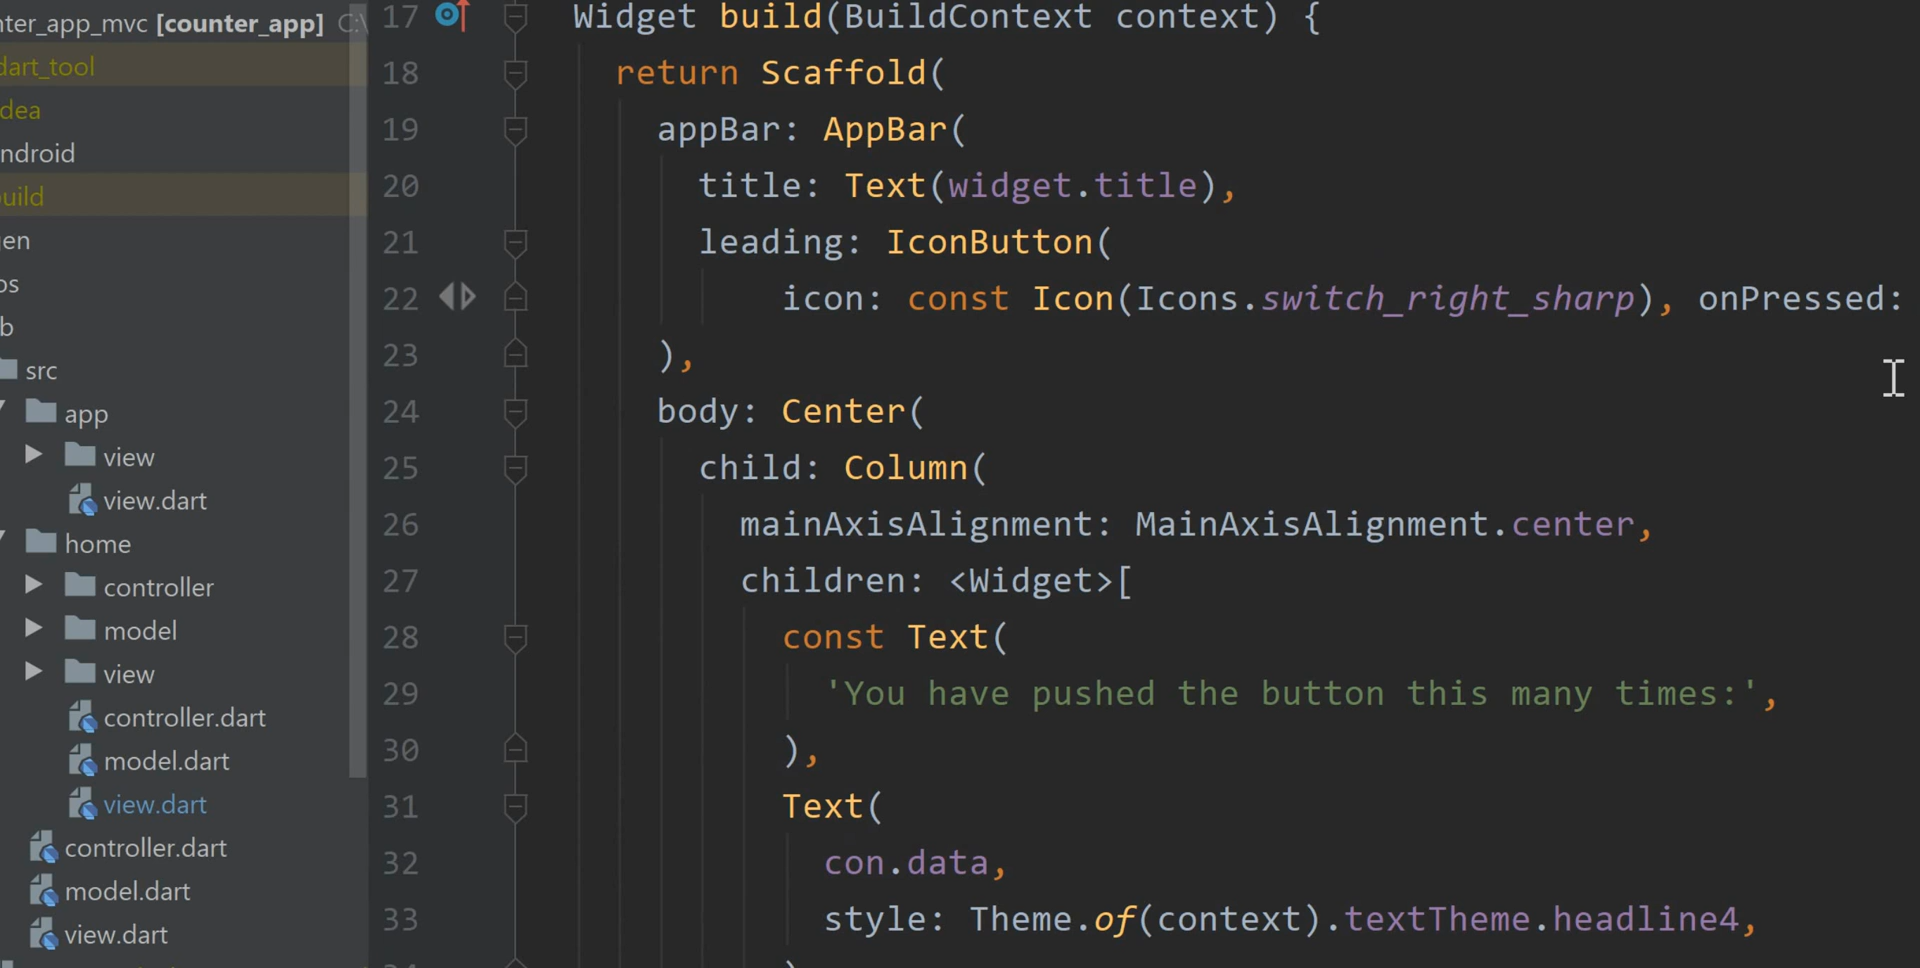 nter_app_mvc [counter_app] C:\
dart_tool
dea
ndroid
uild
gen
os
b
src
app
view
view.dart
home
controller
model
view
controller.dart
model.dart
view.dart
controller.dart
model.dart
view.dart
17 Widget build(BuildContext context) {
18 return Scaffold(
19 appBar: AppBar(
20 title: Text(widget.title),
21 leading: IconButton(
22 icon: const Icon(Icons.switch_right_sharp), onPressed:
23 ),
24 body: Center(
25 child: Column(
26 mainAxisAlignment: MainAxisAlignment.center,
27 children: <Widget>[
28 const Text(
29 'You have pushed the button this many times:',
30 ),
31 Text(
32 con.data,
33 style: Theme.of(context).textTheme.headline4,